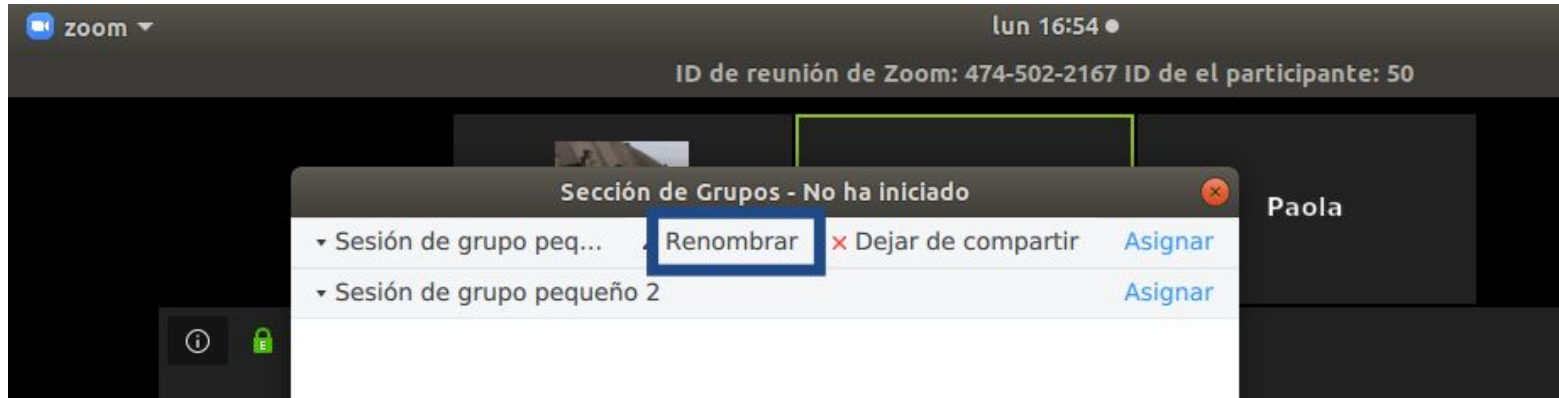 zoom
lun 16:54
ID de reunión de Zoom: 474-502-2167 ID de el participante: 50
Sección de Grupos - No ha iniciado
Paola
Sesión de grupo peq... Renombrar × Dejar de compartir Asignar
Sesión de grupo pequeño 2 Asignar
E